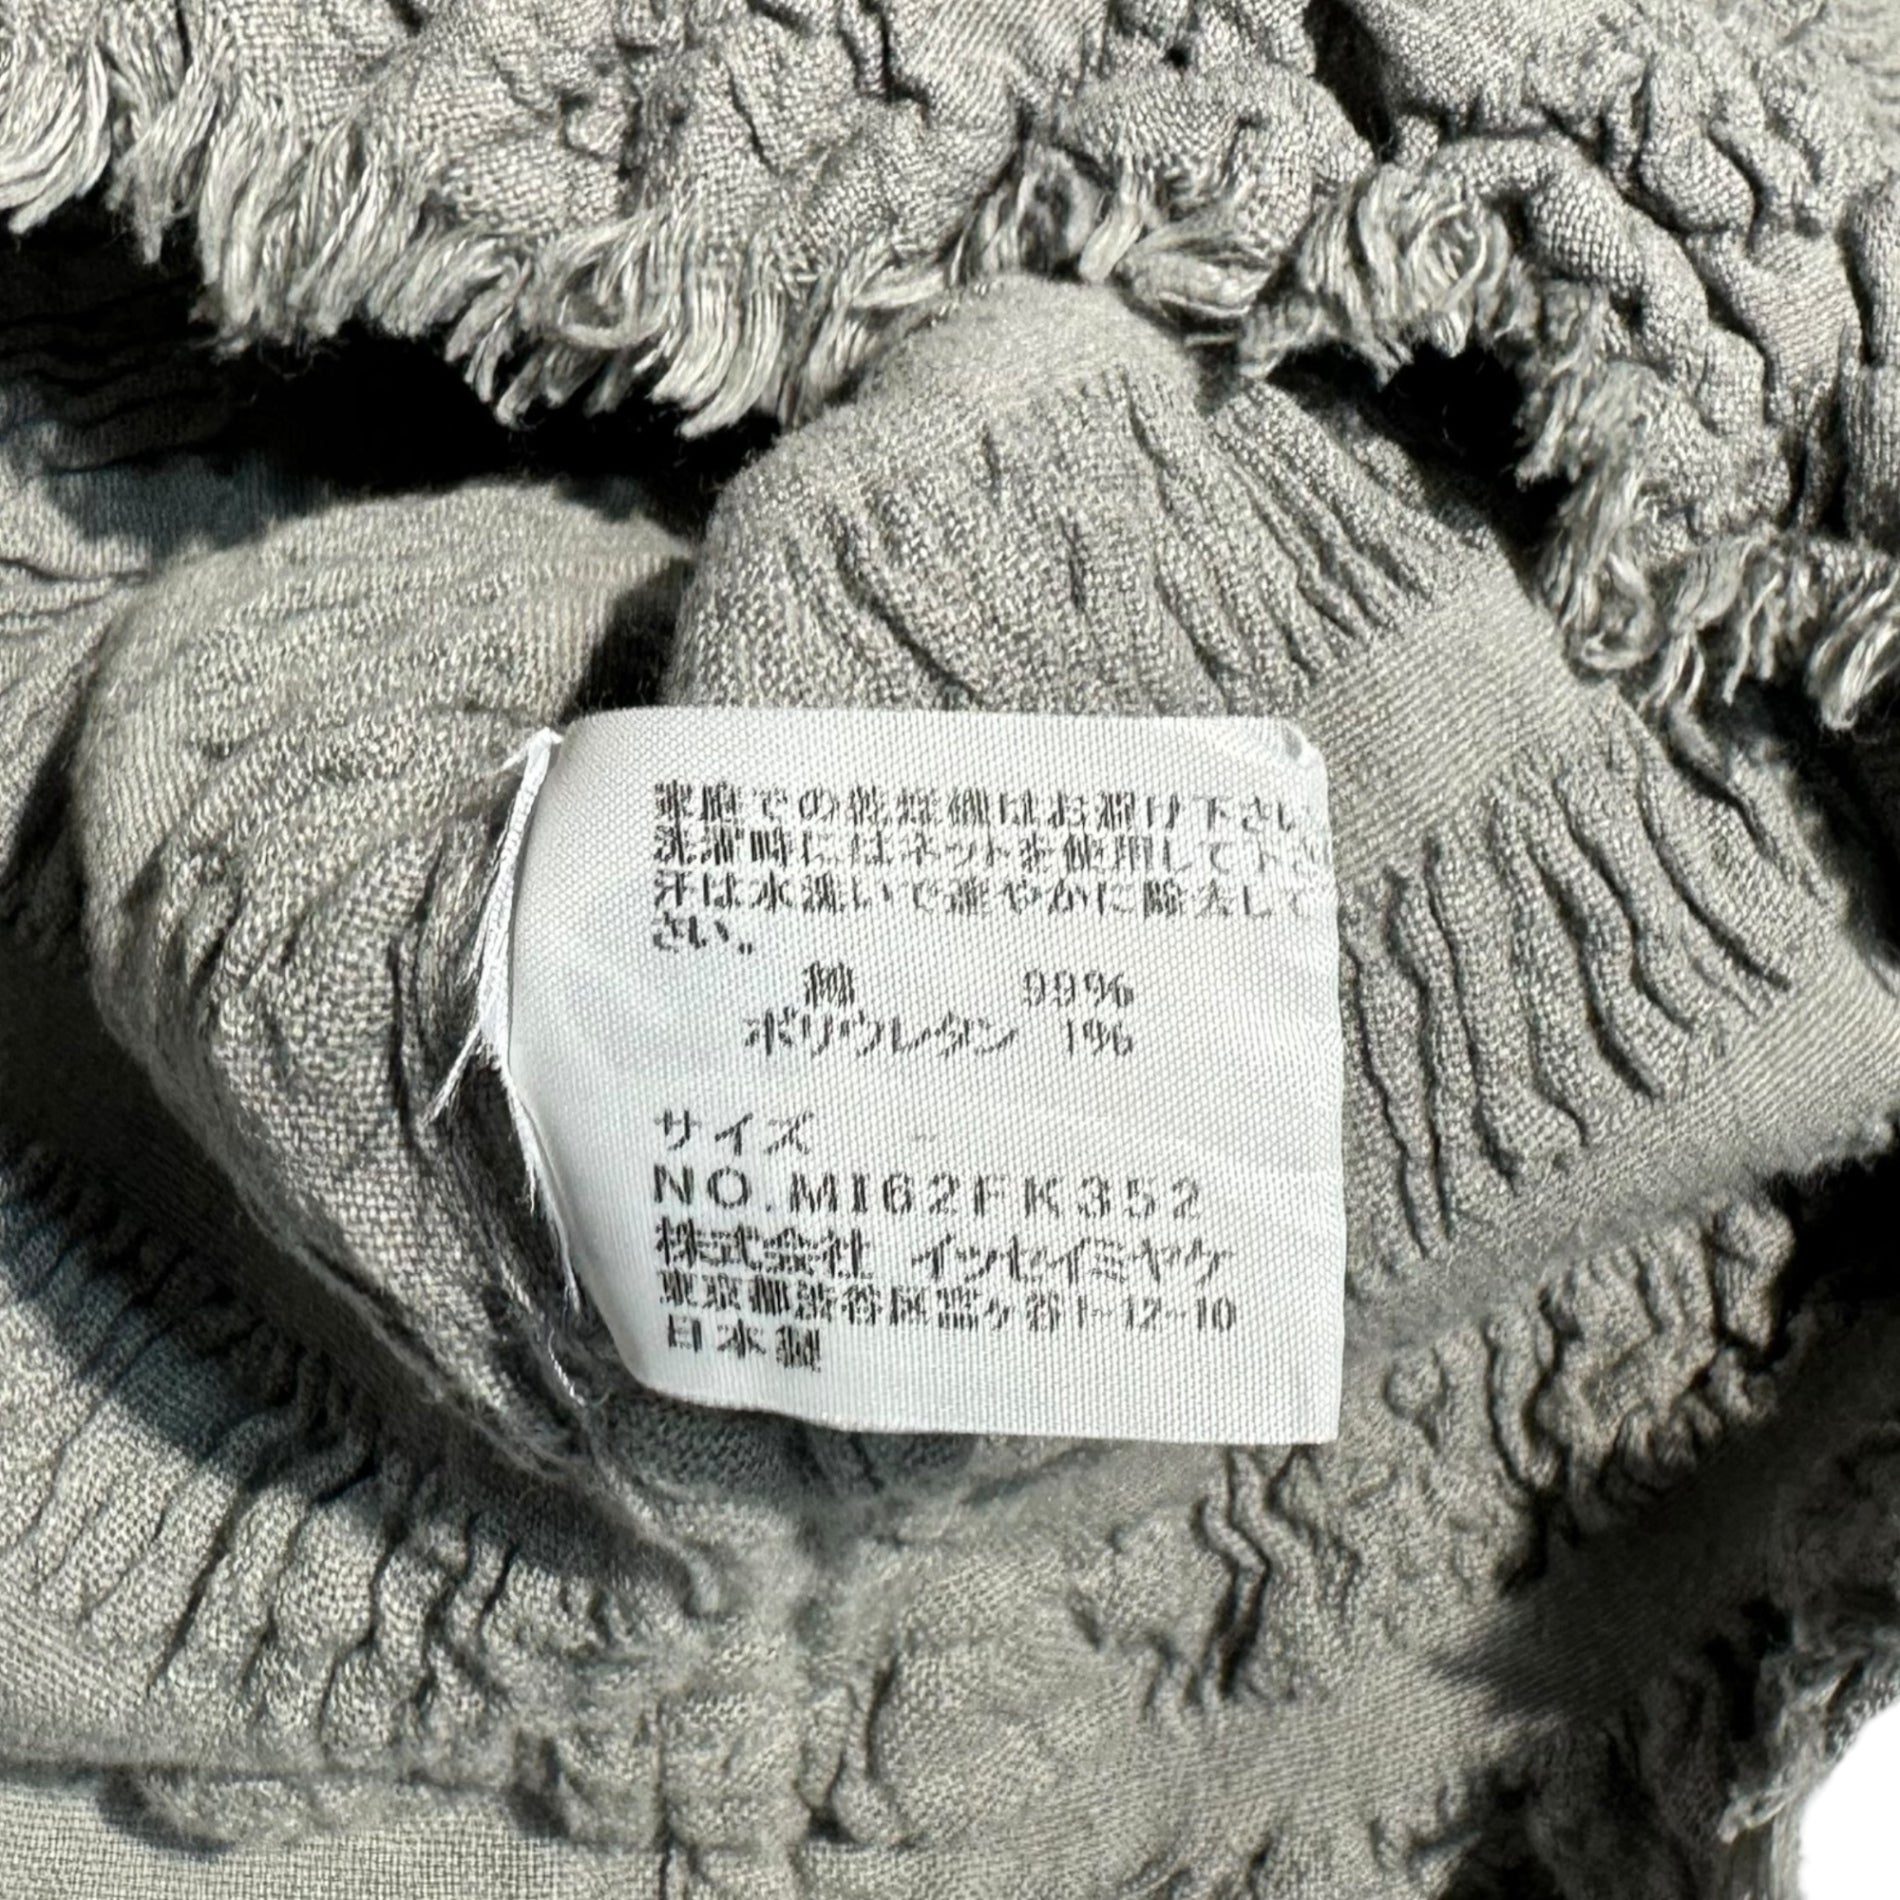 家庭での乾燥機はお避け下さい
洗濯時にはネットを使用して下さ
汗は水洗いで速やかに除去して
さい。
綿 99%
ポリウレタン 1%
サイズ
NO.MI62FK352
株式会社 イッセイミヤケ
東京都渋谷区富ヶ谷1-12-10
日本製